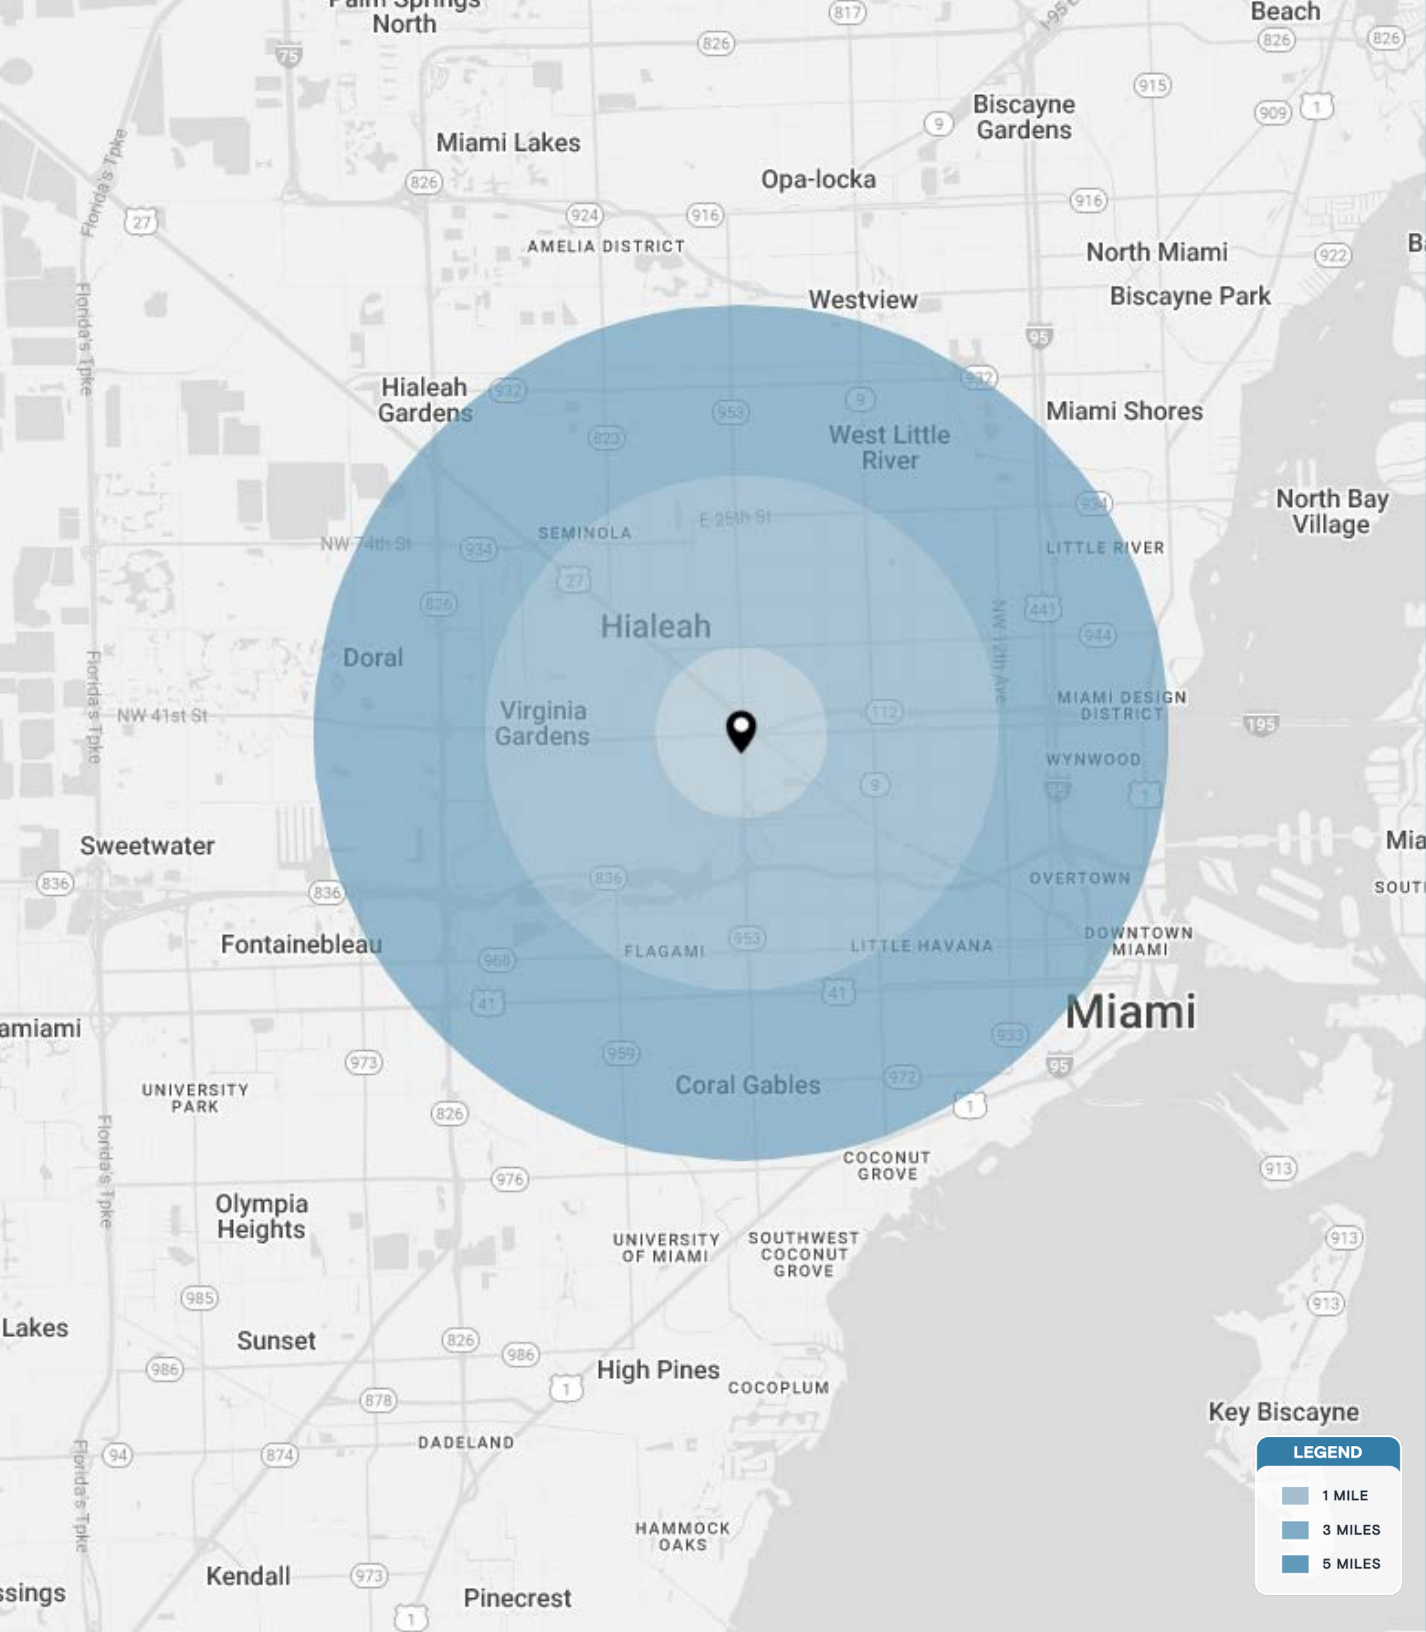 North
817
I-95
Beach
826
826
826
75
915
909
1
Biscayne
Gardens
9
Miami Lakes
Opa-locka
826
Florida's Tpke
27
924
916
916
AMELIA DISTRICT
North Miami
922
Westview
Biscayne Park
Florida's Tpke
95
Hialeah
Gardens
932
932
953
9
Miami Shores
823
West Little
River
934
North Bay
Village
E 25th St
SEMINOLA
NW 74th St
934
LITTLE RIVER
27
826
441
Hialeah
NW 12th Ave
944
Doral
Florida's Tpke
MIAMI DESIGN
DISTRICT
Virginia
Gardens
NW 41st St
112
195
WYNWOOD
9
95
1
Sweetwater
836
836
836
OVERTOWN
DOWNTOWN
MIAMI
Fontainebleau
953
FLAGAMI
LITTLE HAVANA
968
41
41
Miami
amiami
933
959
973
95
Coral Gables
972
UNIVERSITY
PARK
826
1
Florida's Tpke
COCONUT
GROVE
976
913
Olympia
Heights
UNIVERSITY
OF MIAMI
SOUTHWEST
COCONUT
GROVE
913
985
913
Lakes
Sunset
826
986
986
High Pines
1
COCOPLUM
878
Key Biscayne
DADELAND
94
874
Florida's Tpke
LEGEND
1 MILE
3 MILES
5 MILES
HAMMOCK
OAKS
Kendall
973
ssings
Pinecrest
1